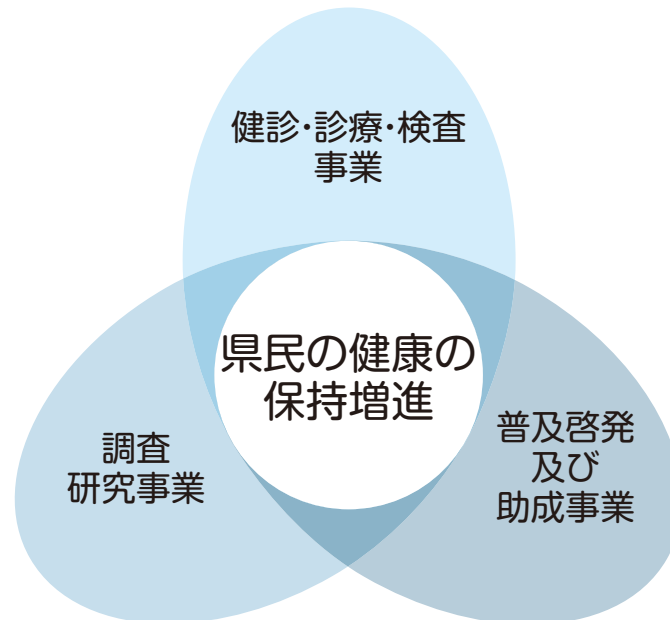 健診・診療・検査
事業
県民の健康の
保持増進
調査
研究事業
普及啓発
及び
助成事業